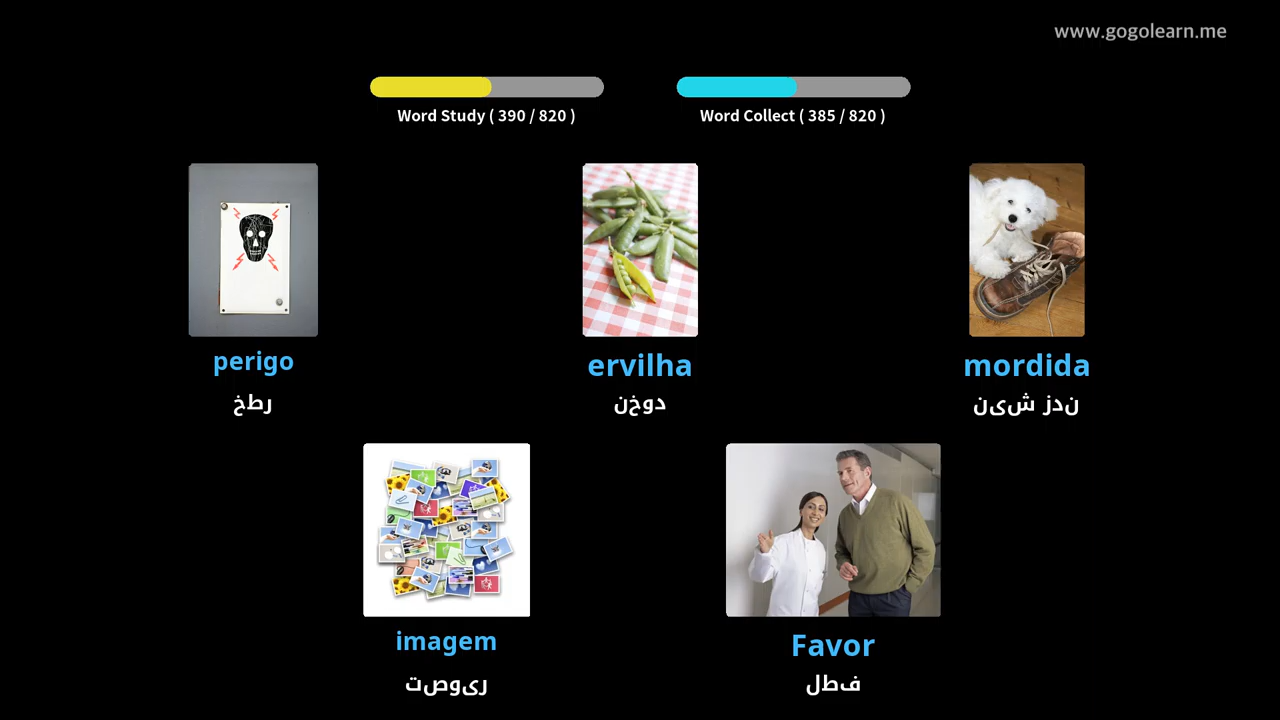 www.gogolearn.me
Word Study ( 390 / 820 )
Word Collect ( 385 / 820 )
perigo
رطخ
ervilha
دوخن
mordida
ندز شین
imagem
ریوصت
Favor
فطل